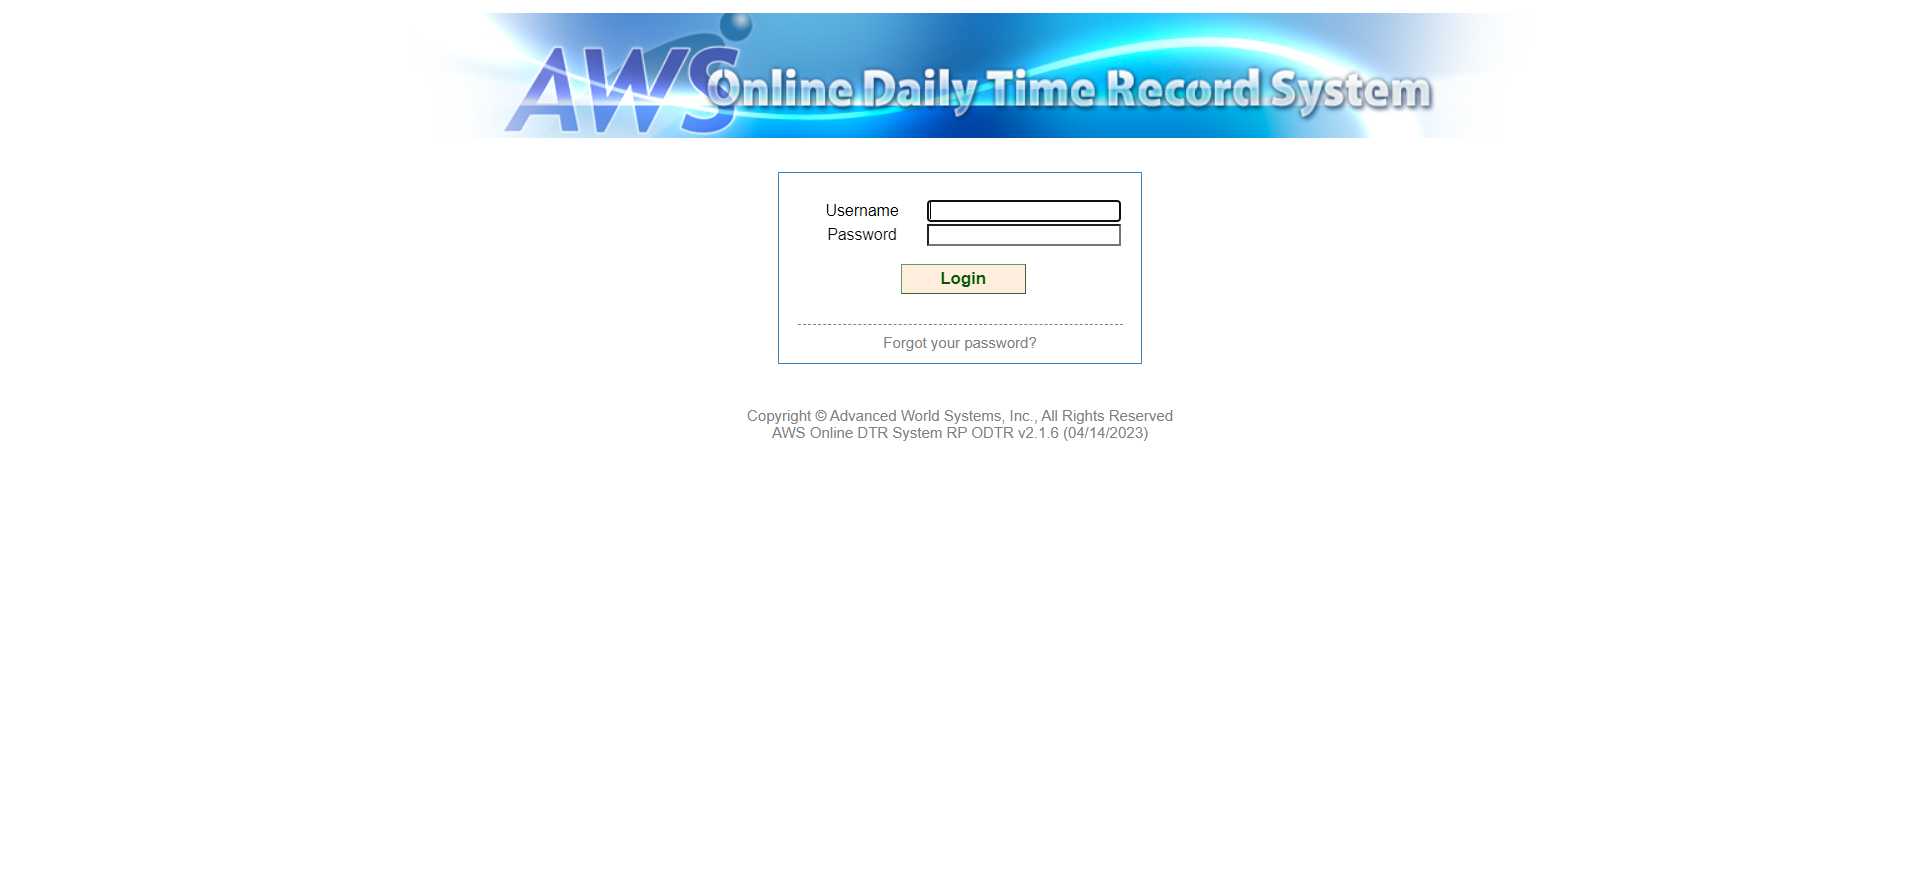 AWS Online Daily Time Record System
Username
Password
Login
Forgot your password?
Copyright © Advanced World Systems, Inc., All Rights Reserved
AWS Online DTR System RP ODTR v2.1.6 (04/14/2023)